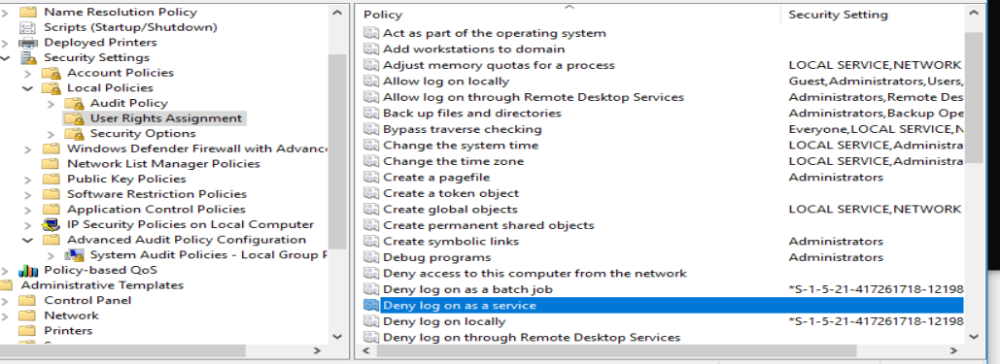 Name Resolution Policy
Scripts (Startup/Shutdown)
Deployed Printers
Security Settings
Account Policies
Local Policies
Audit Policy
User Rights Assignment
Security Options
Windows Defender Firewall with Advanc
Network List Manager Policies
Public Key Policies
Software Restriction Policies
Application Control Policies
IP Security Policies on Local Computer
Advanced Audit Policy Configuration
System Audit Policies - Local Group P
Policy-based QoS
Administrative Templates
Control Panel
Network
Printers
Policy Security Setting
Act as part of the operating system
Add workstations to domain
Adjust memory quotas for a process LOCAL SERVICE,NETWORK
Allow log on locally Guest,Administrators,Users,
Allow log on through Remote Desktop Services Administrators,Remote Des
Back up files and directories Administrators,Backup Ope
Bypass traverse checking Everyone,LOCAL SERVICE,N
Change the system time LOCAL SERVICE,Administra
Change the time zone LOCAL SERVICE,Administra
Create a pagefile Administrators
Create a token object
Create global objects LOCAL SERVICE,NETWORK
Create permanent shared objects
Create symbolic links Administrators
Debug programs Administrators
Deny access to this computer from the network
Deny log on as a batch job *S-1-5-21-417261718-12198
Deny log on as a service
Deny log on locally *S-1-5-21-417261718-12198
Deny log on through Remote Desktop Services